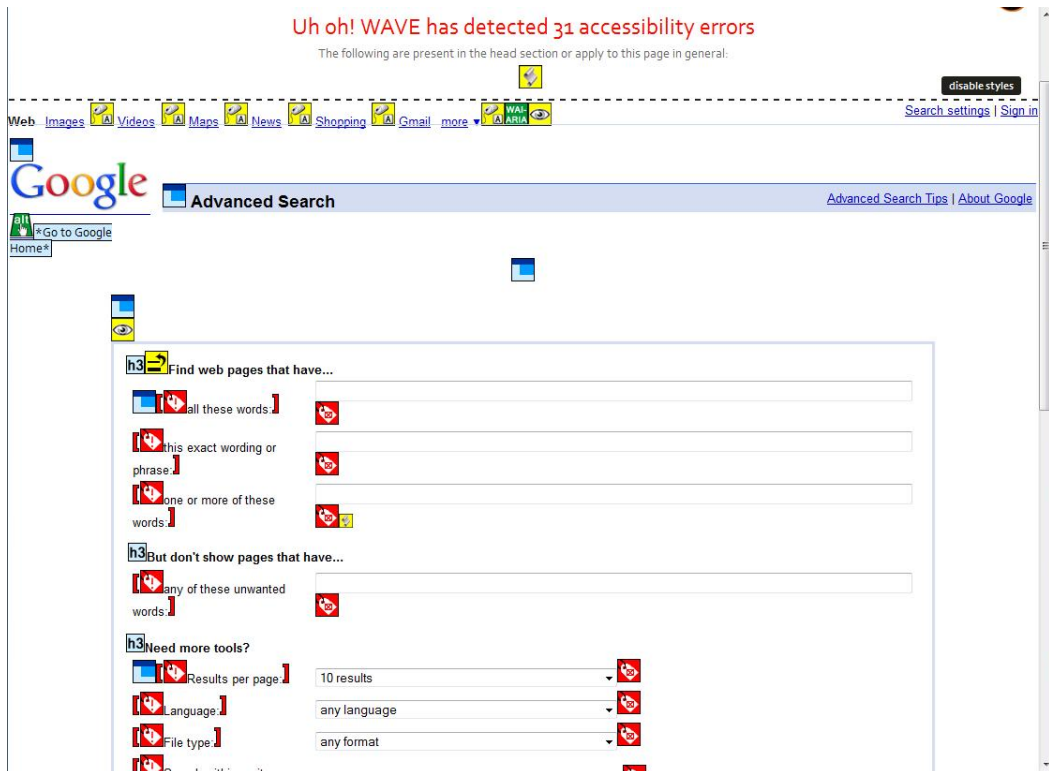 Uh oh! WAVE has detected 31 accessibility errors
The following are present in the head section or apply to this page in general:
disable styles
Web Images Videos Maps News Shopping Gmail more ▼ WAI-ARIA Search settings | Sign in
Google
Advanced Search Advanced Search Tips | About Google
alt *Go to Google
Home*
h3 Find web pages that have...
all these words:
this exact wording or
phrase:
one or more of these
words:
h3 But don't show pages that have...
any of these unwanted
words:
h3 Need more tools?
Results per page: 10 results
Language: any language
File type: any format